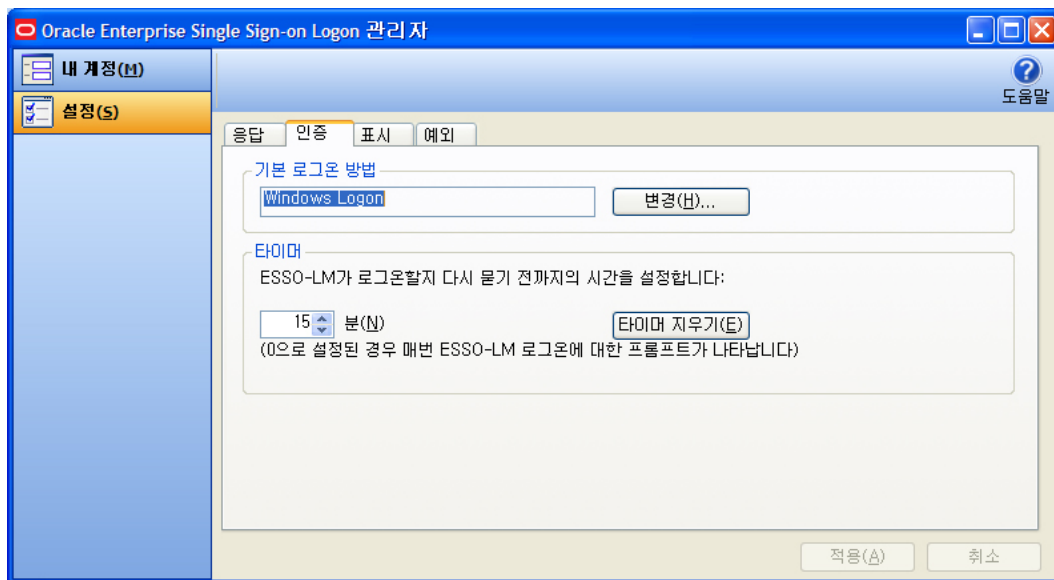 Oracle Enterprise Single Sign-on Logon 관리자
내 계정(M)
설정(S)
도움말
응답 인증 표시 예외
기본 로그온 방법
Windows Logon 변경(H)...
타이머
ESSO-LM가 로그온할지 다시 묻기 전까지의 시간을 설정합니다:
15 분(N) 타이머 지우기(E)
(0으로 설정된 경우 매번 ESSO-LM 로그온에 대한 프롬프트가 나타납니다)
적용(A) 취소